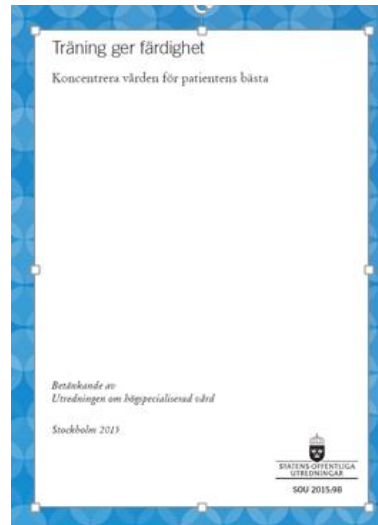 Träning ger färdighet
Koncentrera vården för patientens bästa
Betänkande av
Utredningen om högspecialiserad vård
Stockholm 2015
STATENS OFFENTLIGA
UTREDNINGAR
SOU 2015:98